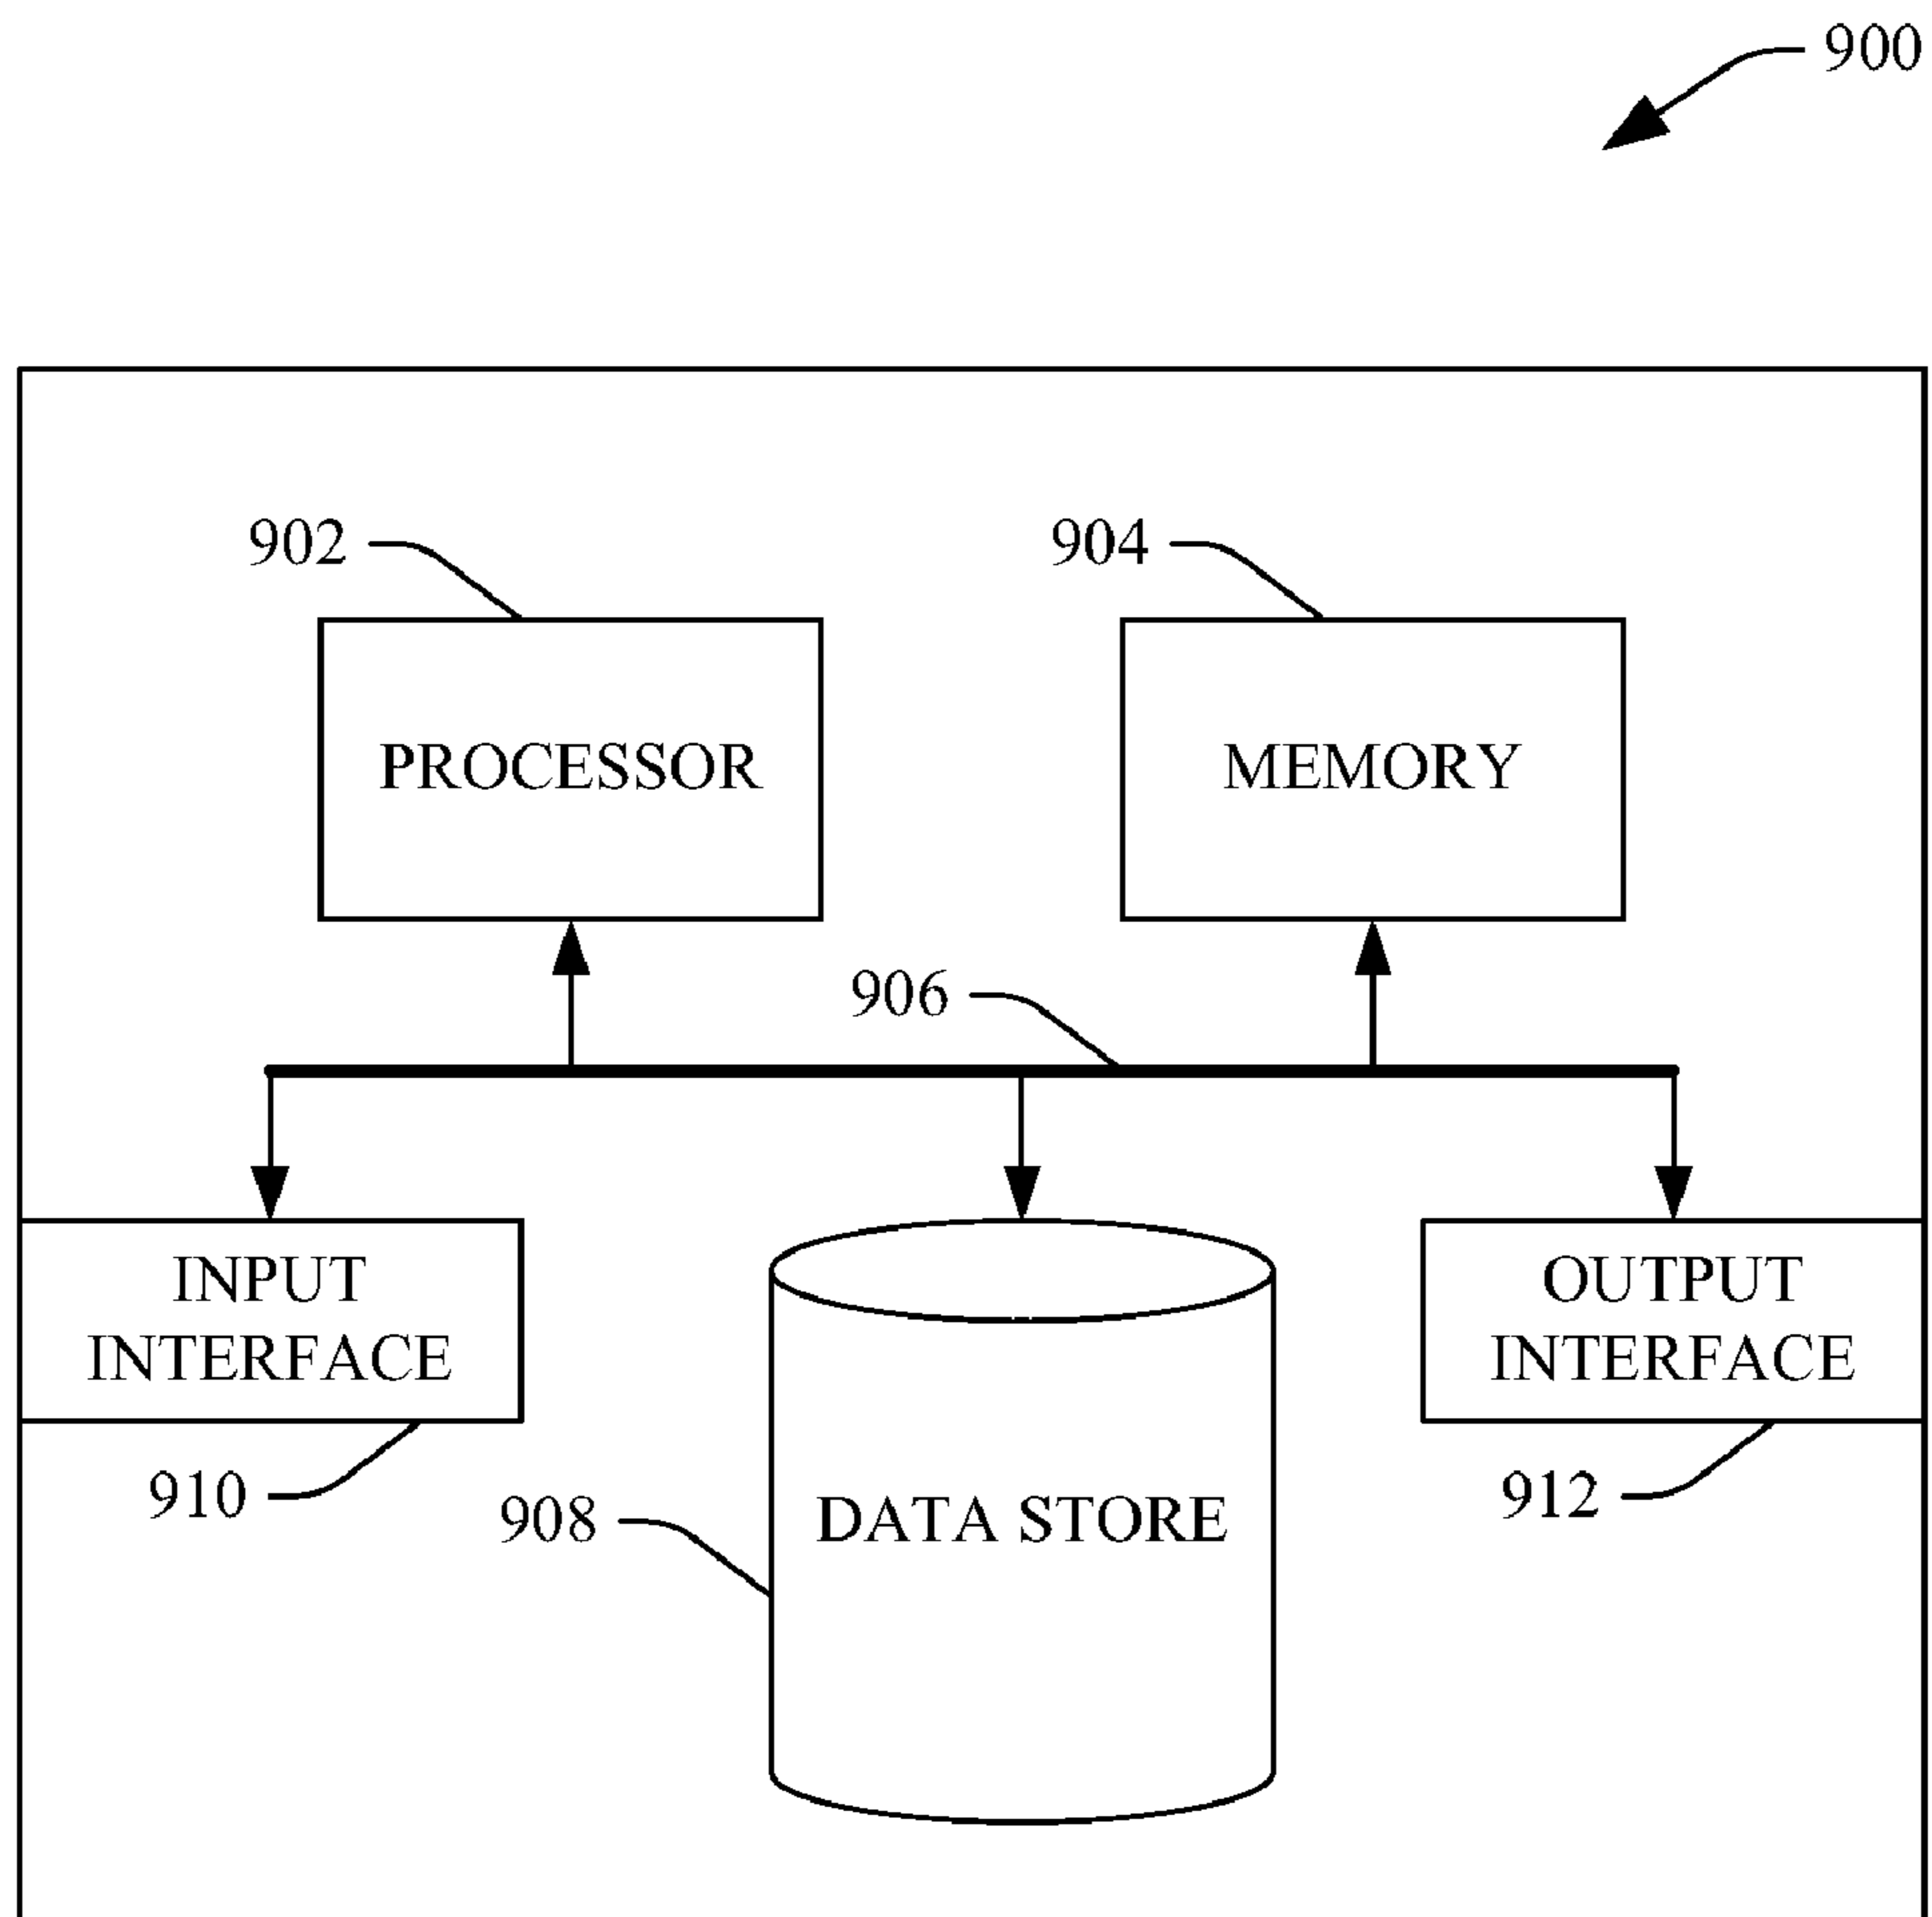 900
902
904
PROCESSOR
MEMORY
906
INPUT
INTERFACE
OUTPUT
INTERFACE
910
908
DATA STORE
912